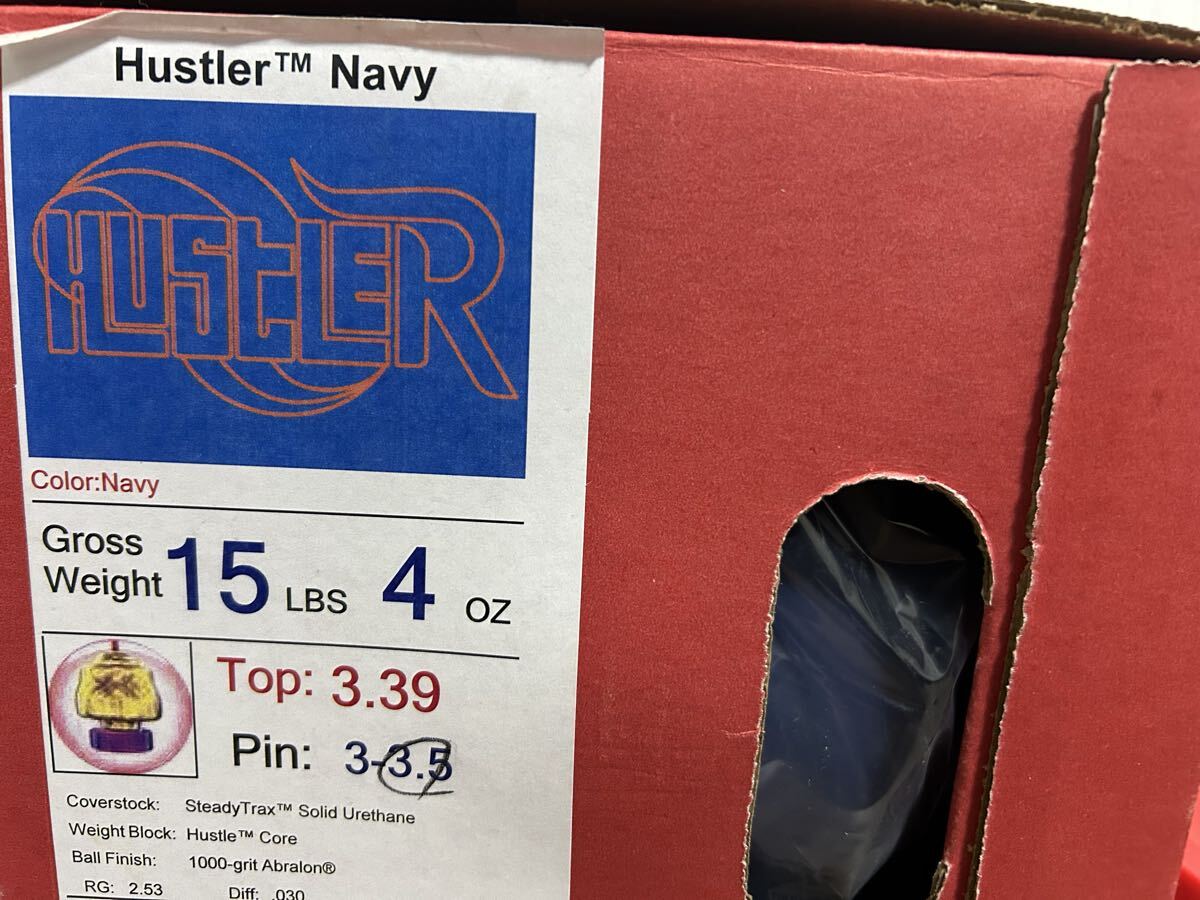 Hustler™ Navy
HUSTLER
Color:Navy
Gross Weight 15 LBS 4 OZ
Top: 3.39
Pin: 3-3.5
Coverstock: SteadyTrax™ Solid Urethane
Weight Block: Hustle™ Core
Ball Finish: 1000-grit Abralon®
RG: 2.53 Diff: .030